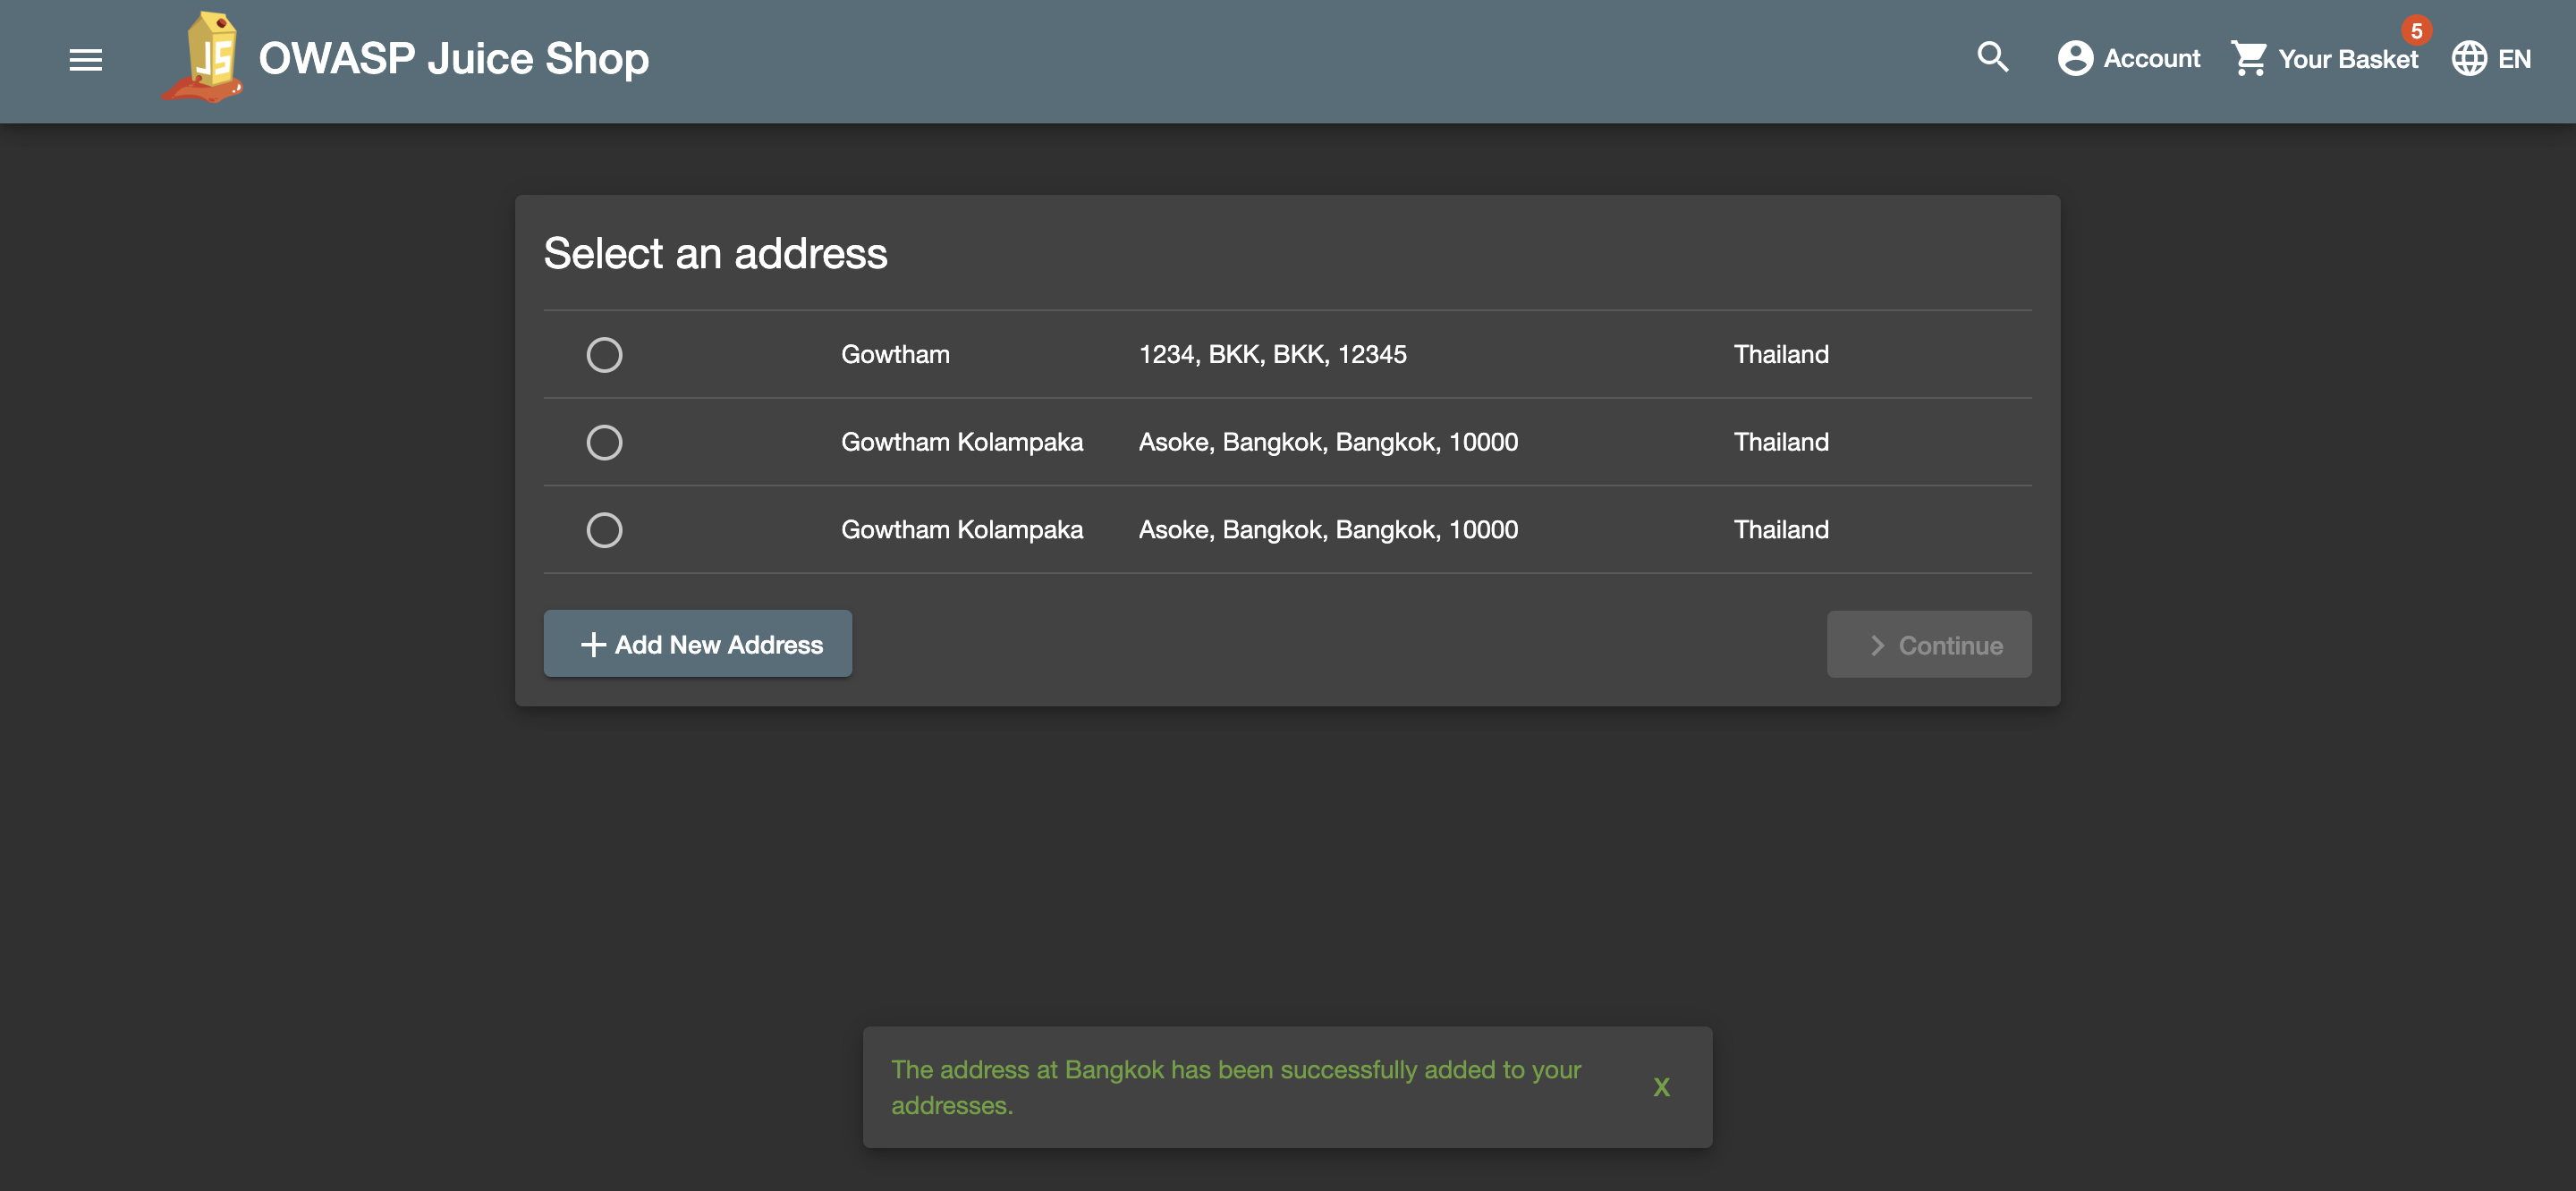 JS OWASP Juice Shop Account Your Basket 5 EN
Select an address
Gowtham 1234, BKK, BKK, 12345 Thailand
Gowtham Kolampaka Asoke, Bangkok, Bangkok, 10000 Thailand
Gowtham Kolampaka Asoke, Bangkok, Bangkok, 10000 Thailand
Add New Address Continue
The address at Bangkok has been successfully added to your
addresses.
X